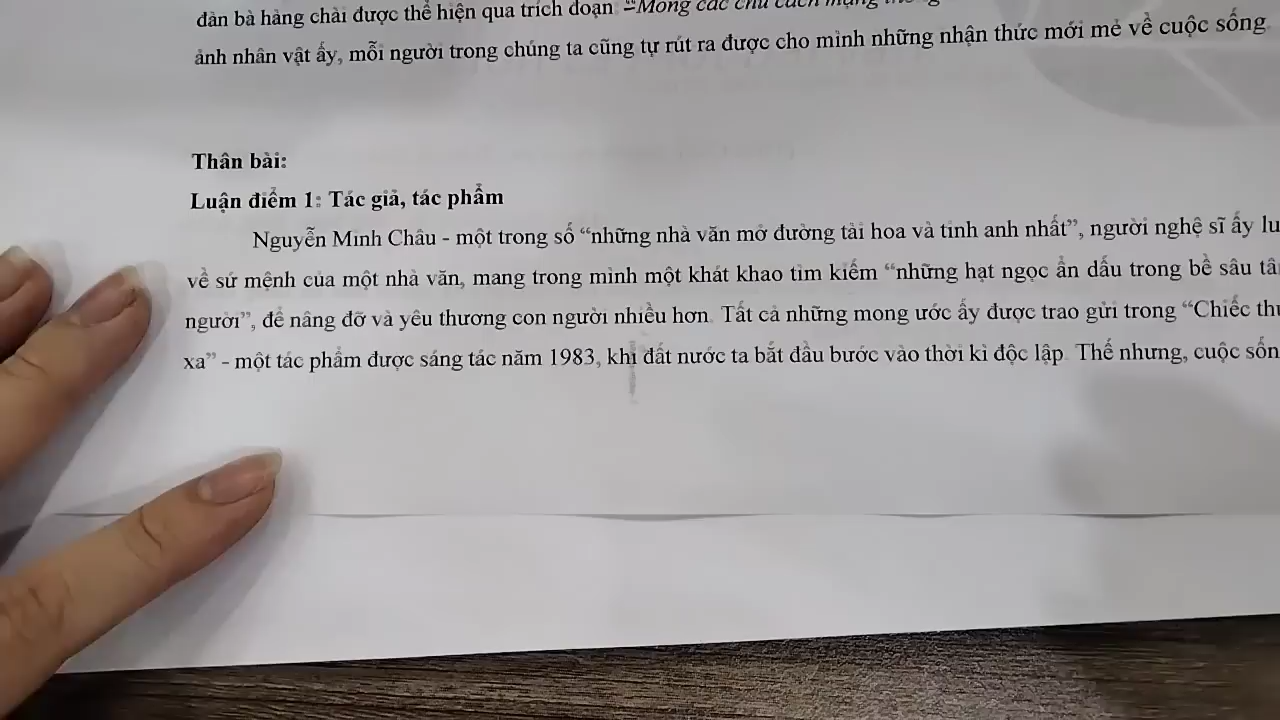 đàn bà hàng chài được thể hiện qua trích đoạn "Mong các chú cách mạng
ảnh nhân vật ấy, mỗi người trong chúng ta cũng tự rút ra được cho mình những nhận thức mới mẻ về cuộc sống
Thân bài:
Luận điểm 1: Tác giả, tác phẩm
Nguyễn Minh Châu - một trong số “những nhà văn mở đường tài hoa và tinh anh nhất”, người nghệ sĩ ấy
về sứ mệnh của một nhà văn, mang trong mình một khát khao tìm kiếm “những hạt ngọc ẩn dấu trong bề sâu
người”, để nâng đỡ và yêu thương con người nhiều hơn. Tất cả những mong ước ấy được trao gửi trong “Chiếc
xa” - một tác phẩm được sáng tác năm 1983, khi đất nước ta bắt đầu bước vào thời kì độc lập. Thế nhưng, cuộc